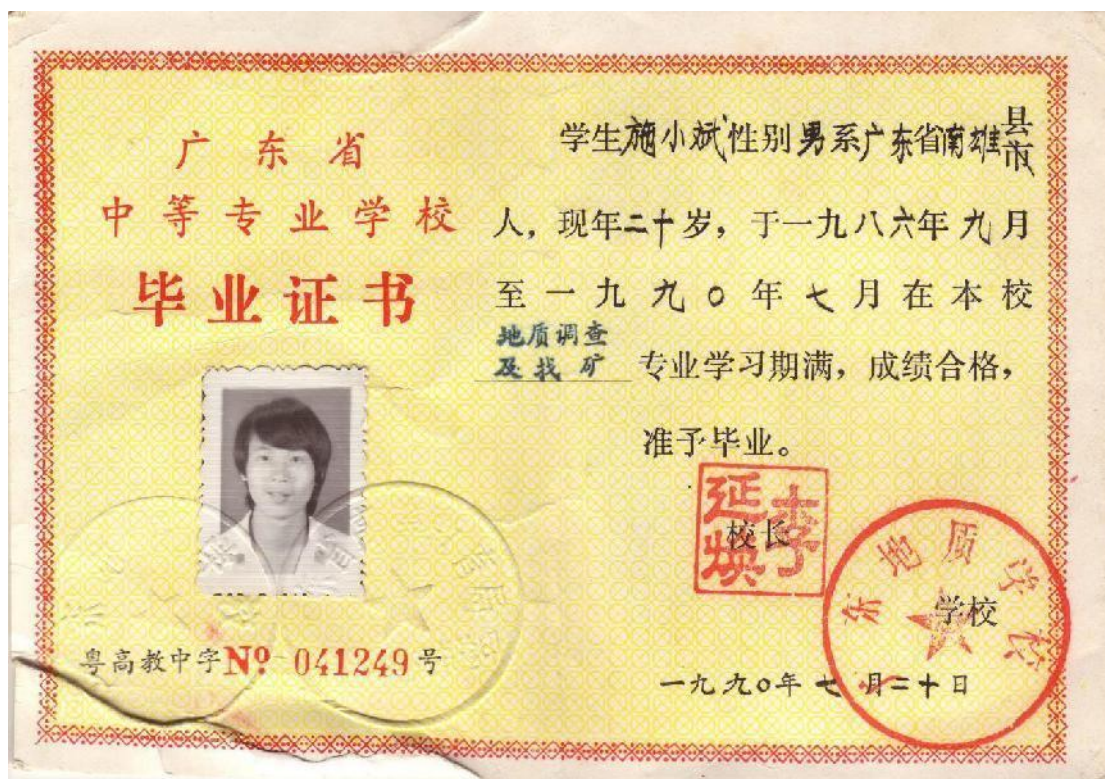 广东省
中等专业学校
毕业证书
粤高教中字No 041249号
学生施小斌性别男系广东省南雄县市
人，现年二十岁，于一九八六年九月
至一九九〇年七月在本校
地质调查
及找矿
专业学习期满，成绩合格，
准予毕业。
校长
李延焕
学校
广东地质学校
一九九〇年七月二十日